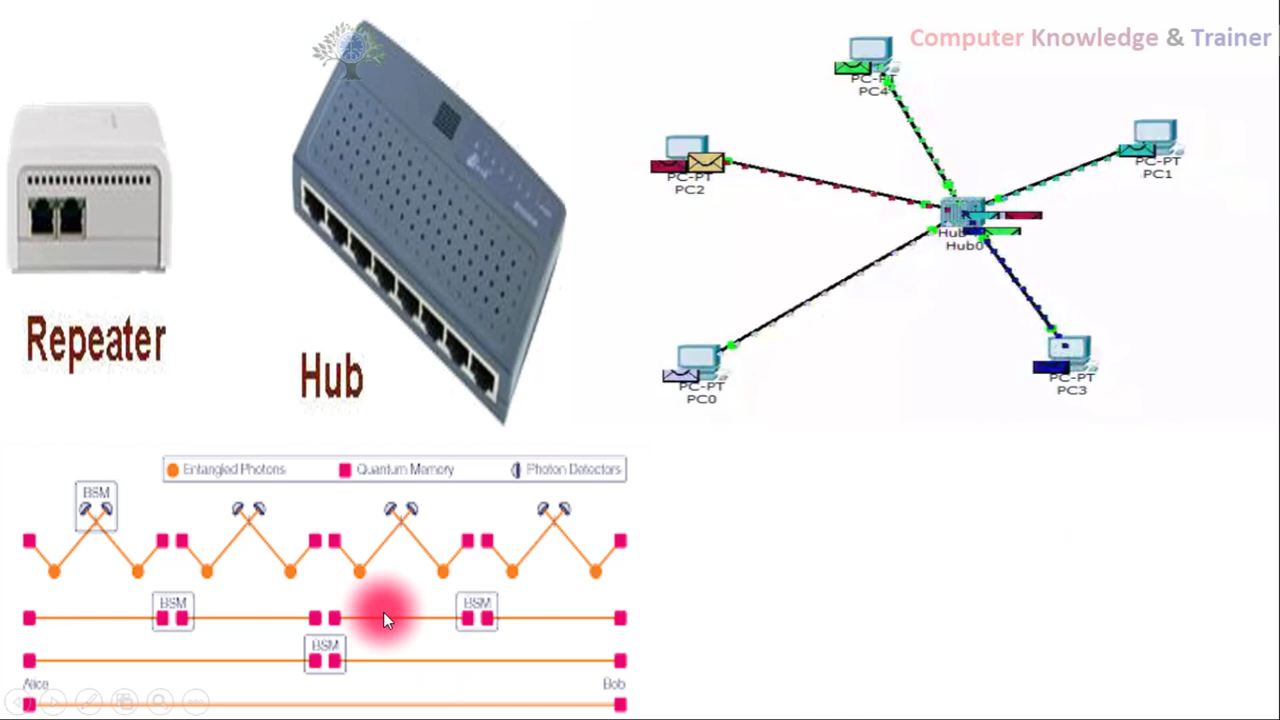 Computer Knowledge & Trainer
Repeater
Hub
PC-PT
PC4
PC-PT
PC2
PC-PT
PC1
Hub
Hub0
PC-PT
PC0
PC-PT
PC3
Entangled Photons
Quantum Memory
Photon Detectors
BSM
BSM
BSM
BSM
Alice
Bob